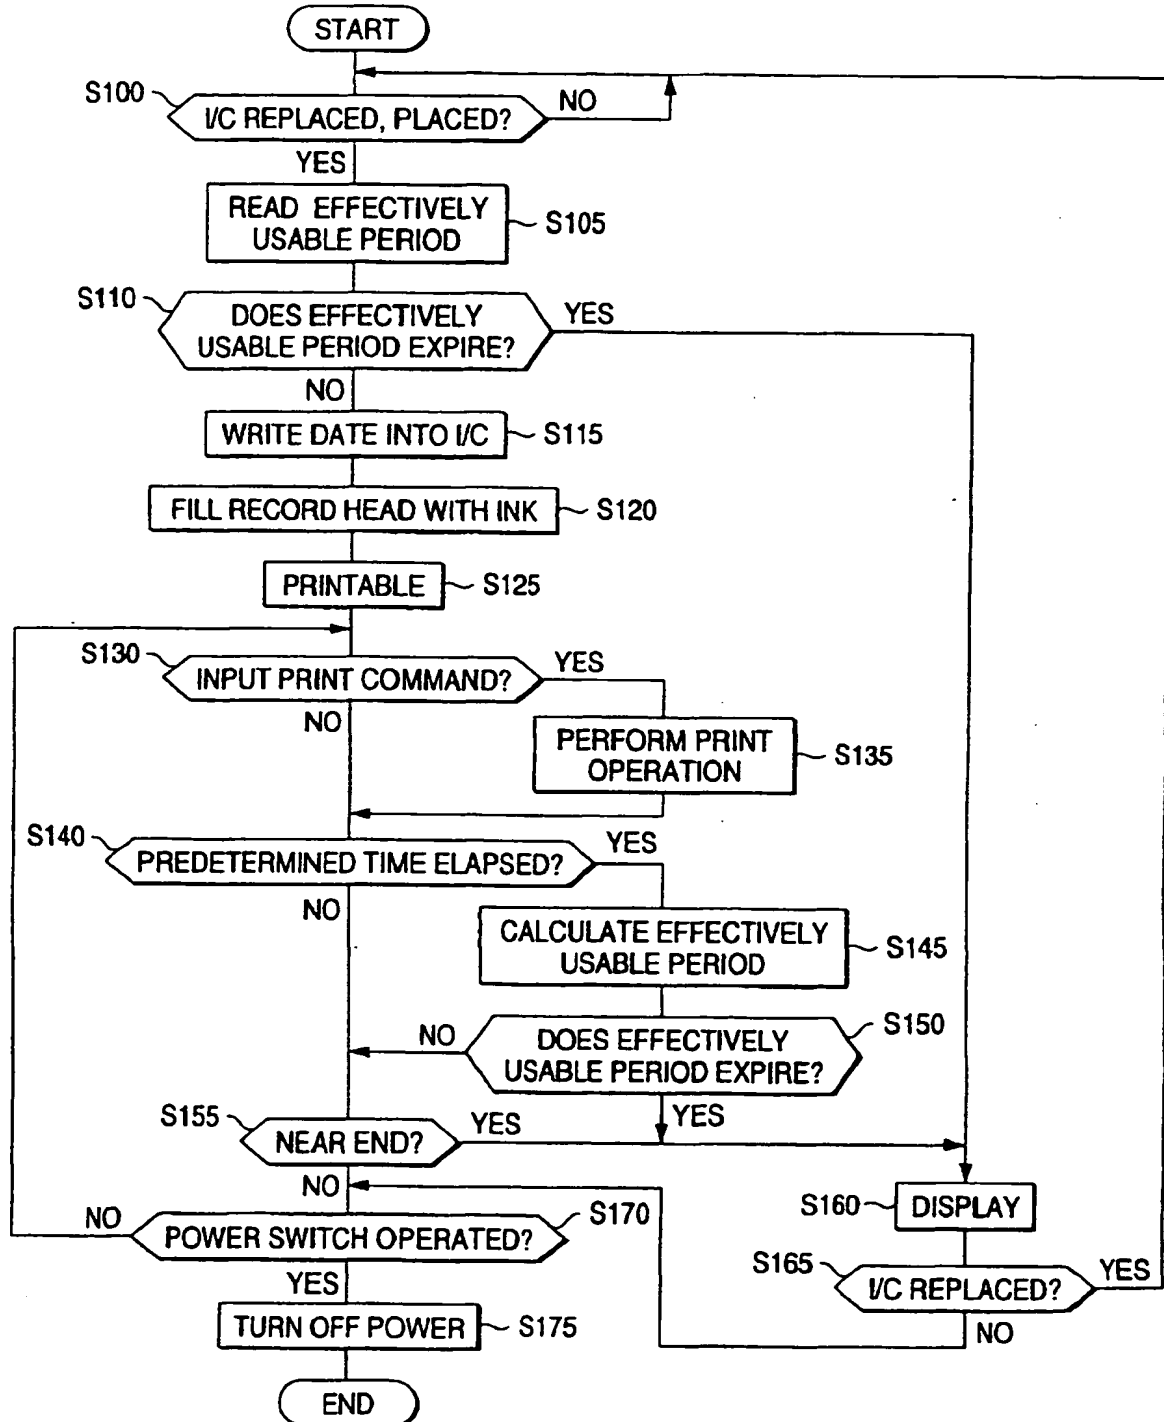 START
S100
I/C REPLACED, PLACED?
NO
YES
READ EFFECTIVELY
USABLE PERIOD
S105
S110
DOES EFFECTIVELY
USABLE PERIOD EXPIRE?
YES
NO
WRITE DATE INTO I/C
S115
FILL RECORD HEAD WITH INK
S120
PRINTABLE
S125
S130
INPUT PRINT COMMAND?
YES
NO
PERFORM PRINT
OPERATION
S135
S140
PREDETERMINED TIME ELAPSED?
YES
NO
CALCULATE EFFECTIVELY
USABLE PERIOD
S145
S150
DOES EFFECTIVELY
USABLE PERIOD EXPIRE?
NO
YES
S155
NEAR END?
YES
NO
S160
DISPLAY
S165
I/C REPLACED?
YES
NO
S170
POWER SWITCH OPERATED?
NO
YES
TURN OFF POWER
S175
END